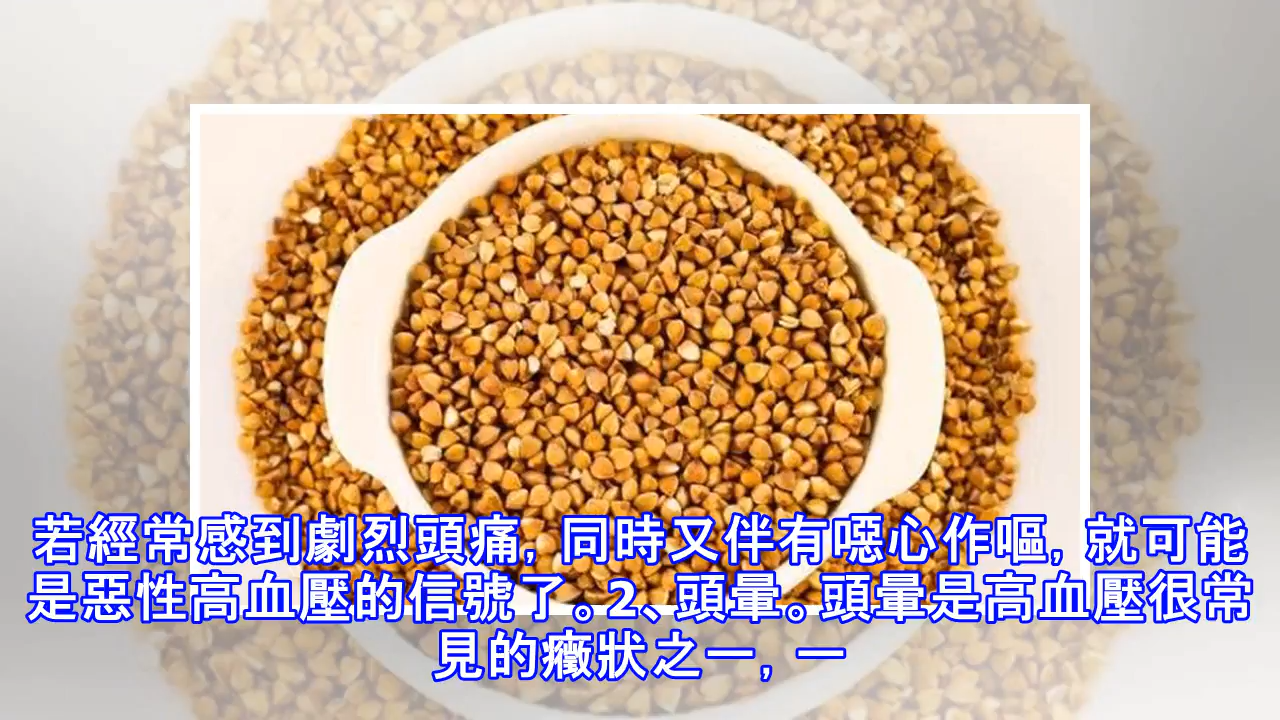 若經常感到劇烈頭痛, 同時又伴有噁心作嘔, 就可能
是惡性高血壓的信號了。2、頭暈。頭暈是高血壓很常
見的癥狀之一, 一